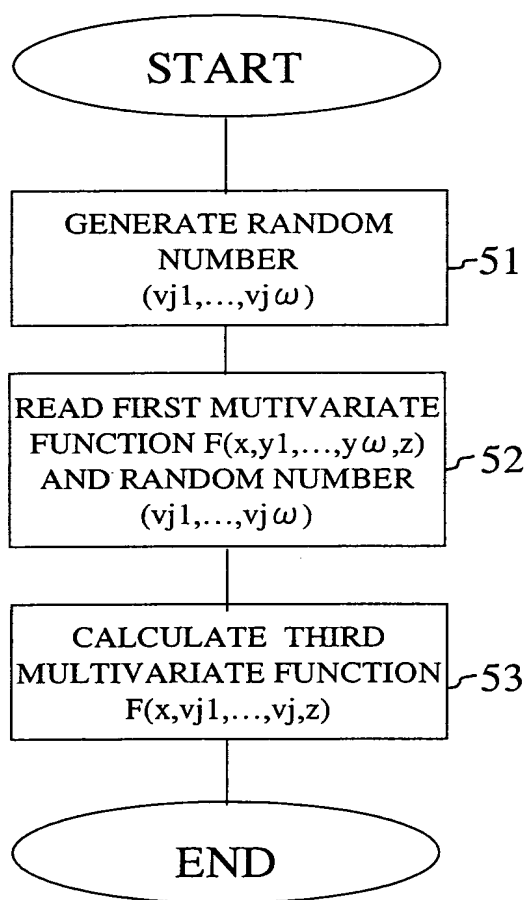 START
GENERATE RANDOM
NUMBER
(vj1,...,vjω)
51
READ FIRST MUTIVARIATE
FUNCTION F(x,y1,...,yω,z)
AND RANDOM NUMBER
(vj1,...,vjω)
52
CALCULATE THIRD
MULTIVARIATE FUNCTION
F(x,vj1,...,vj,z)
53
END